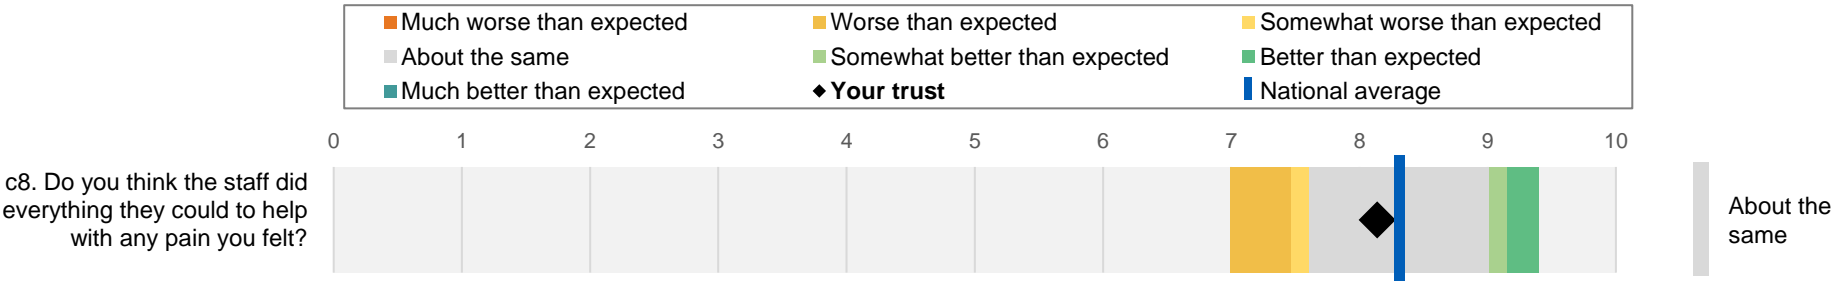 Much worse than expected
Worse than expected
Somewhat worse than expected
About the same
Somewhat better than expected
Better than expected
Much better than expected
Your trust
National average
0 1 2 3 4 5 6 7 8 9 10
c8. Do you think the staff did
everything they could to help
with any pain you felt?
About the
same